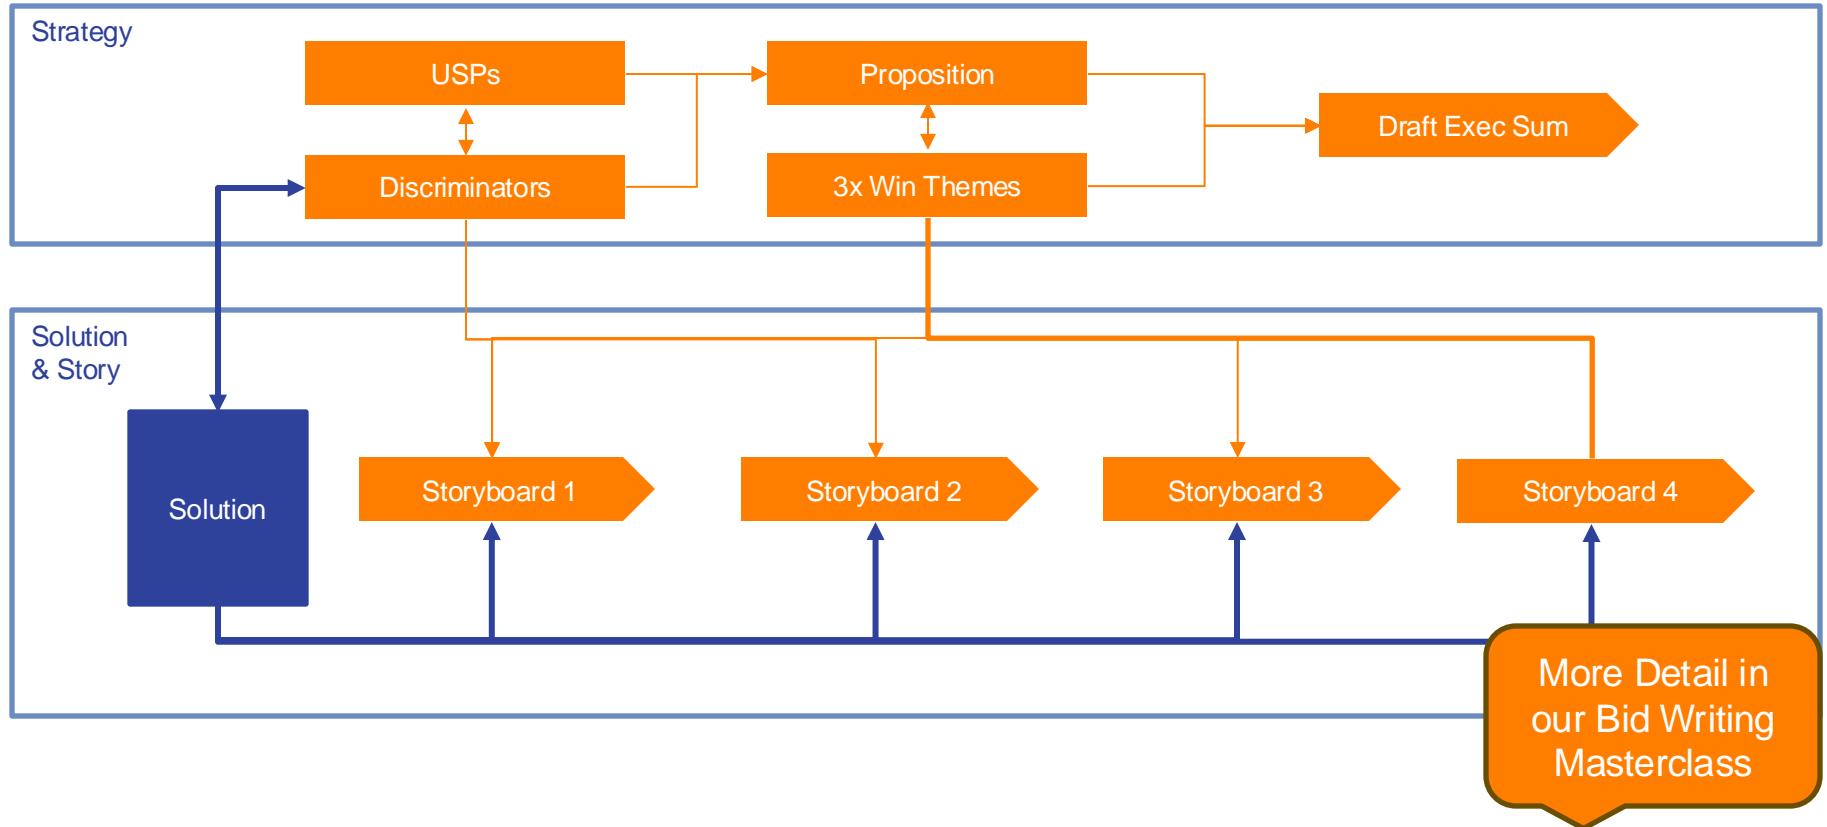 Strategy
USPs
Proposition
Draft Exec Sum
Discriminators
3x Win Themes
Solution
& Story
Solution
Storyboard 1
Storyboard 2
Storyboard 3
Storyboard 4
More Detail in
our Bid Writing
Masterclass